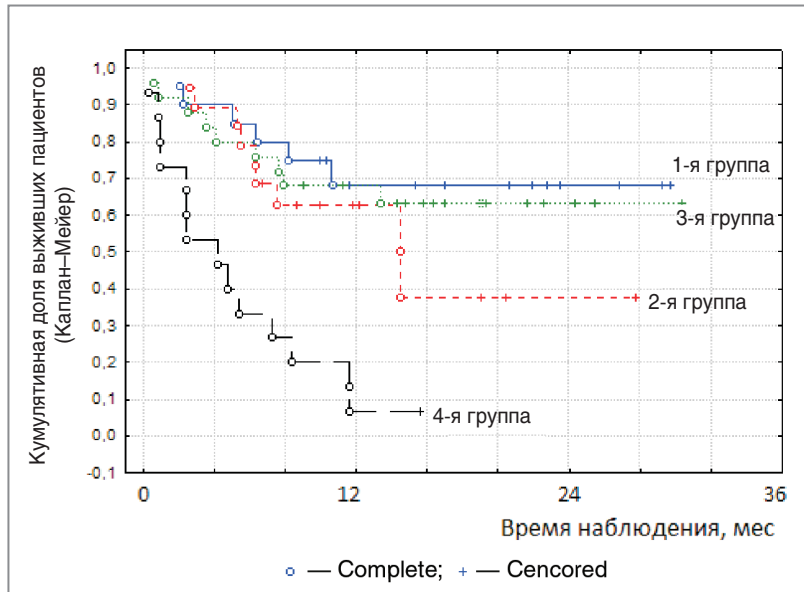 Кумулятивная доля выживших пациентов
(Каплан–Мейер)
1,0
0,9
0,8
0,7
0,6
0,5
0,4
0,3
0,2
0,1
0,0
-0,1
1-я группа
3-я группа
2-я группа
4-я группа
0 12 24 36
Время наблюдения, мес
— Complete; + — Cencored